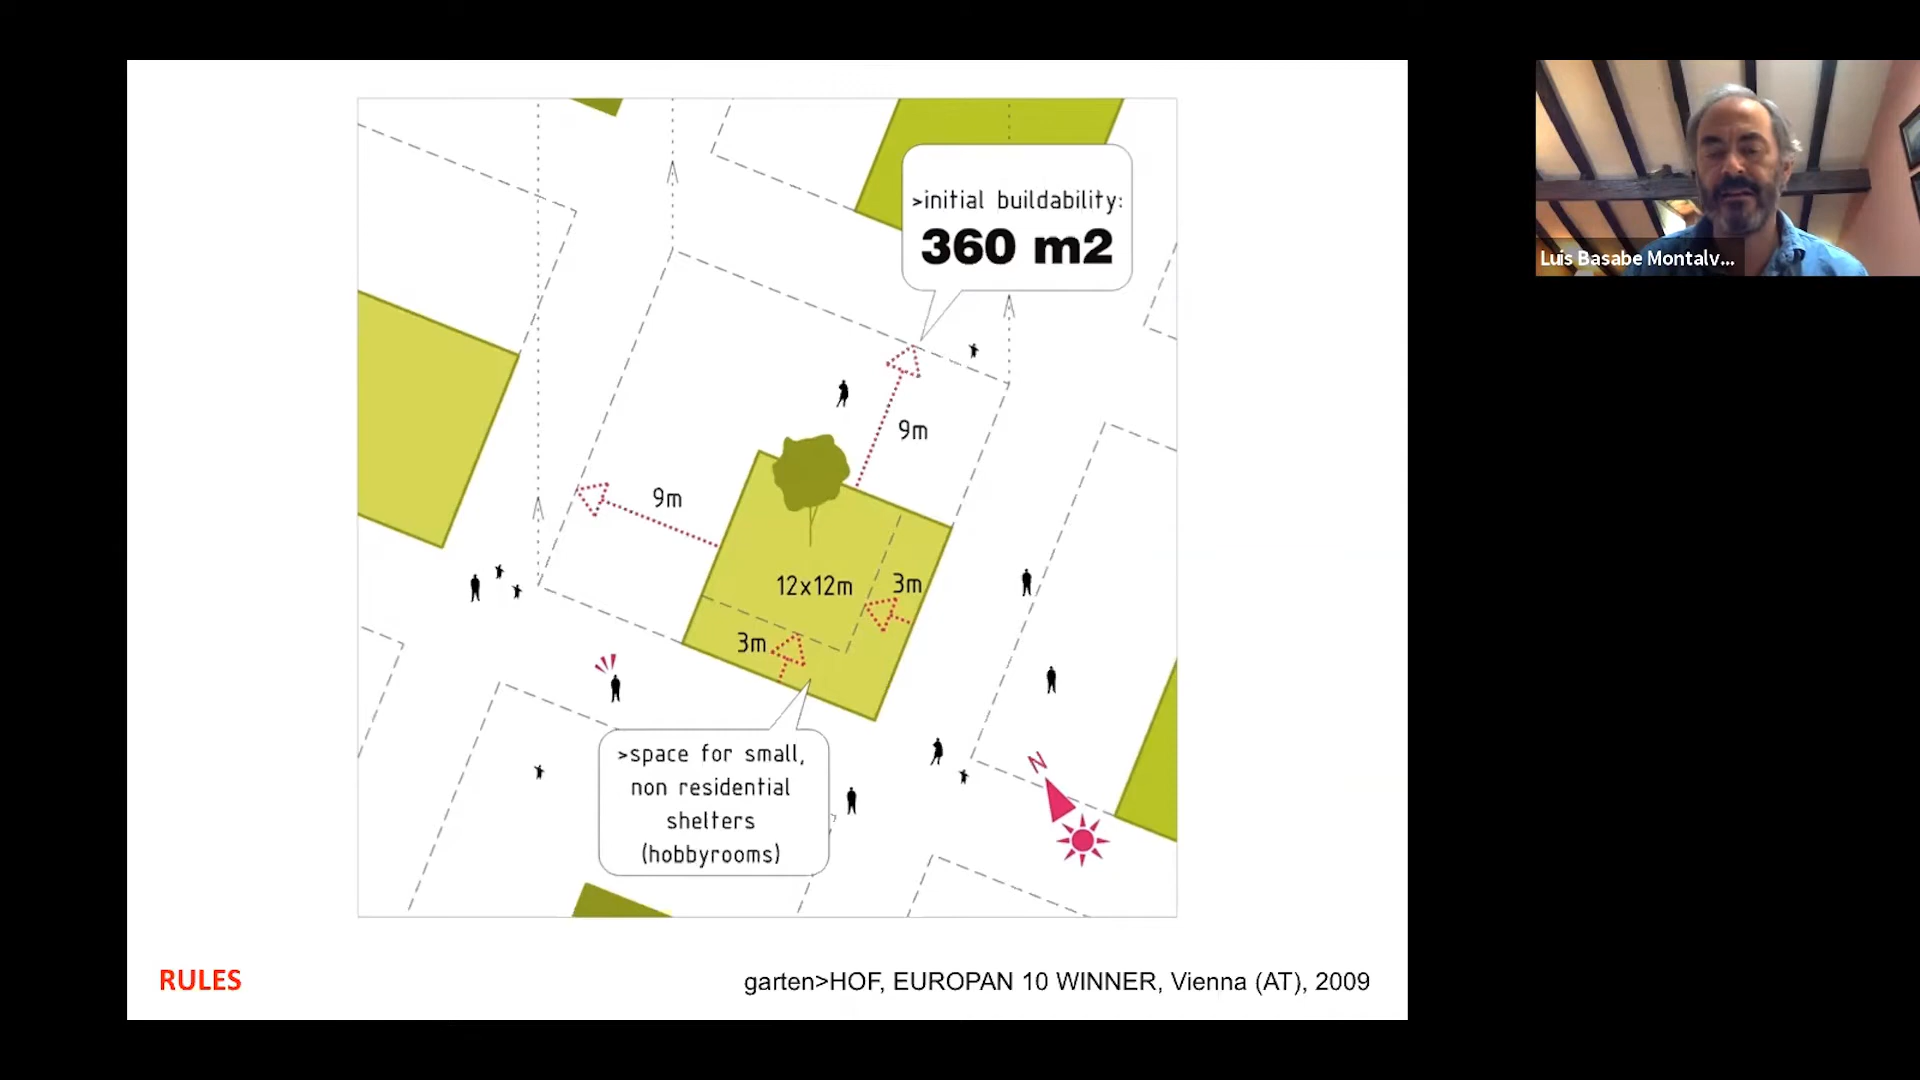 >initial buildability:
360 m2
9m
9m
12x12m
3m
3m
>space for small,
non residential
shelters
(hobbyrooms)
N
RULES
garten>HOF, EUROPAN 10 WINNER, Vienna (AT), 2009
Luis Basabe Montalv...